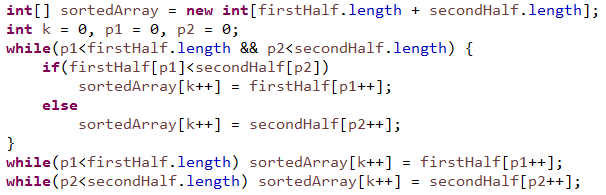 int[] sortedArray = new int[firstHalf.length + secondHalf.length];
int k = 0, p1 = 0, p2 = 0;
while(p1<firstHalf.length && p2<secondHalf.length) {
    if(firstHalf[p1]<secondHalf[p2])
        sortedArray[k++] = firstHalf[p1++];
    else
        sortedArray[k++] = secondHalf[p2++];
}
while(p1<firstHalf.length) sortedArray[k++] = firstHalf[p1++];
while(p2<secondHalf.length) sortedArray[k++] = secondHalf[p2++];